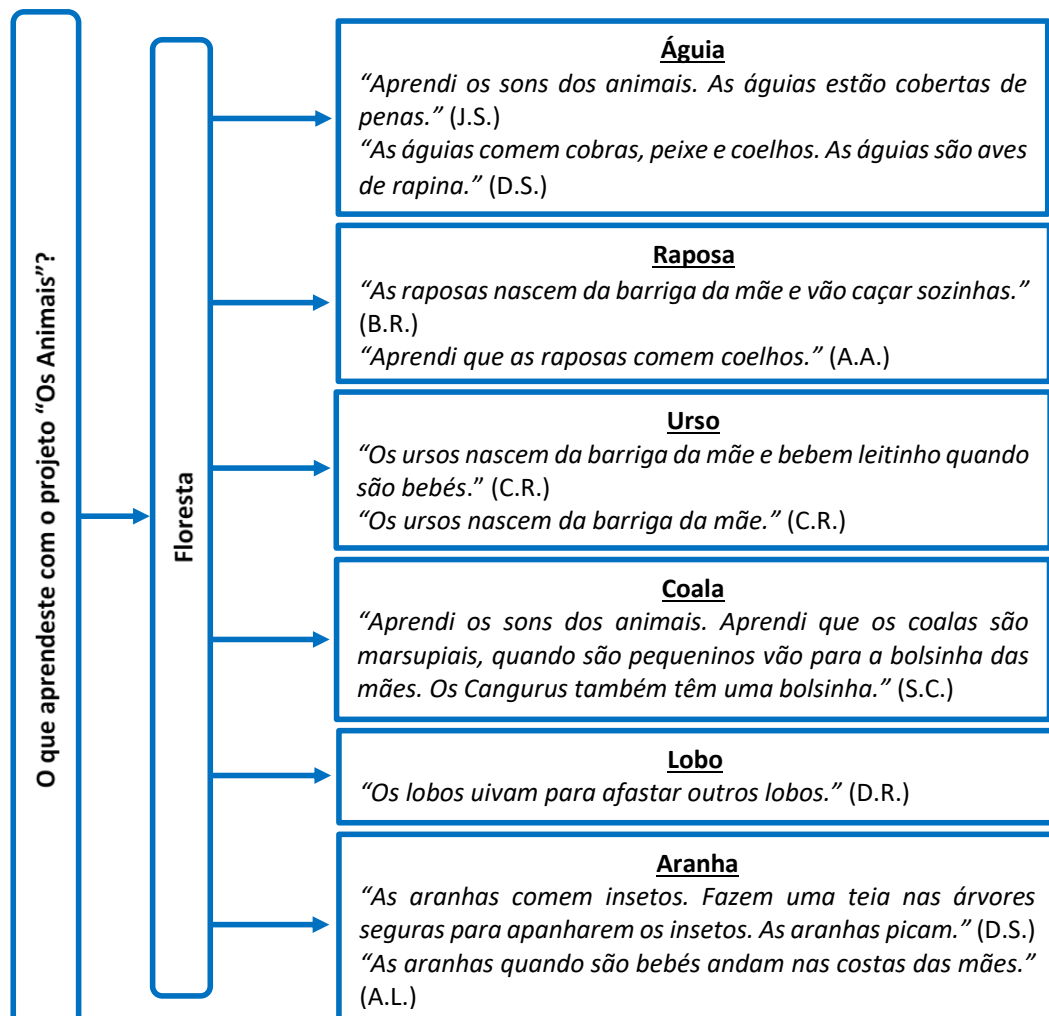 O que aprendeste com o projeto “Os Animais”?
Floresta
Águia
“Aprendi os sons dos animais. As águias estão cobertas de
penas.” (J.S.)
“As águias comem cobras, peixe e coelhos. As águias são aves
de rapina.” (D.S.)
Raposa
“As raposas nascem da barriga da mãe e vão caçar sozinhas.”
(B.R.)
“Aprendi que as raposas comem coelhos.” (A.A.)
Urso
“Os ursos nascem da barriga da mãe e bebem leitinho quando
são bebés.” (C.R.)
“Os ursos nascem da barriga da mãe.” (C.R.)
Coala
“Aprendi os sons dos animais. Aprendi que os coalas são
marsupiais, quando são pequeninos vão para a bolsinha das
mães. Os Cangurus também têm uma bolsinha.” (S.C.)
Lobo
“Os lobos uivam para afastar outros lobos.” (D.R.)
Aranha
“As aranhas comem insetos. Fazem uma teia nas árvores
seguras para apanharem os insetos. As aranhas picam.” (D.S.)
“As aranhas quando são bebés andam nas costas das mães.”
(A.L.)